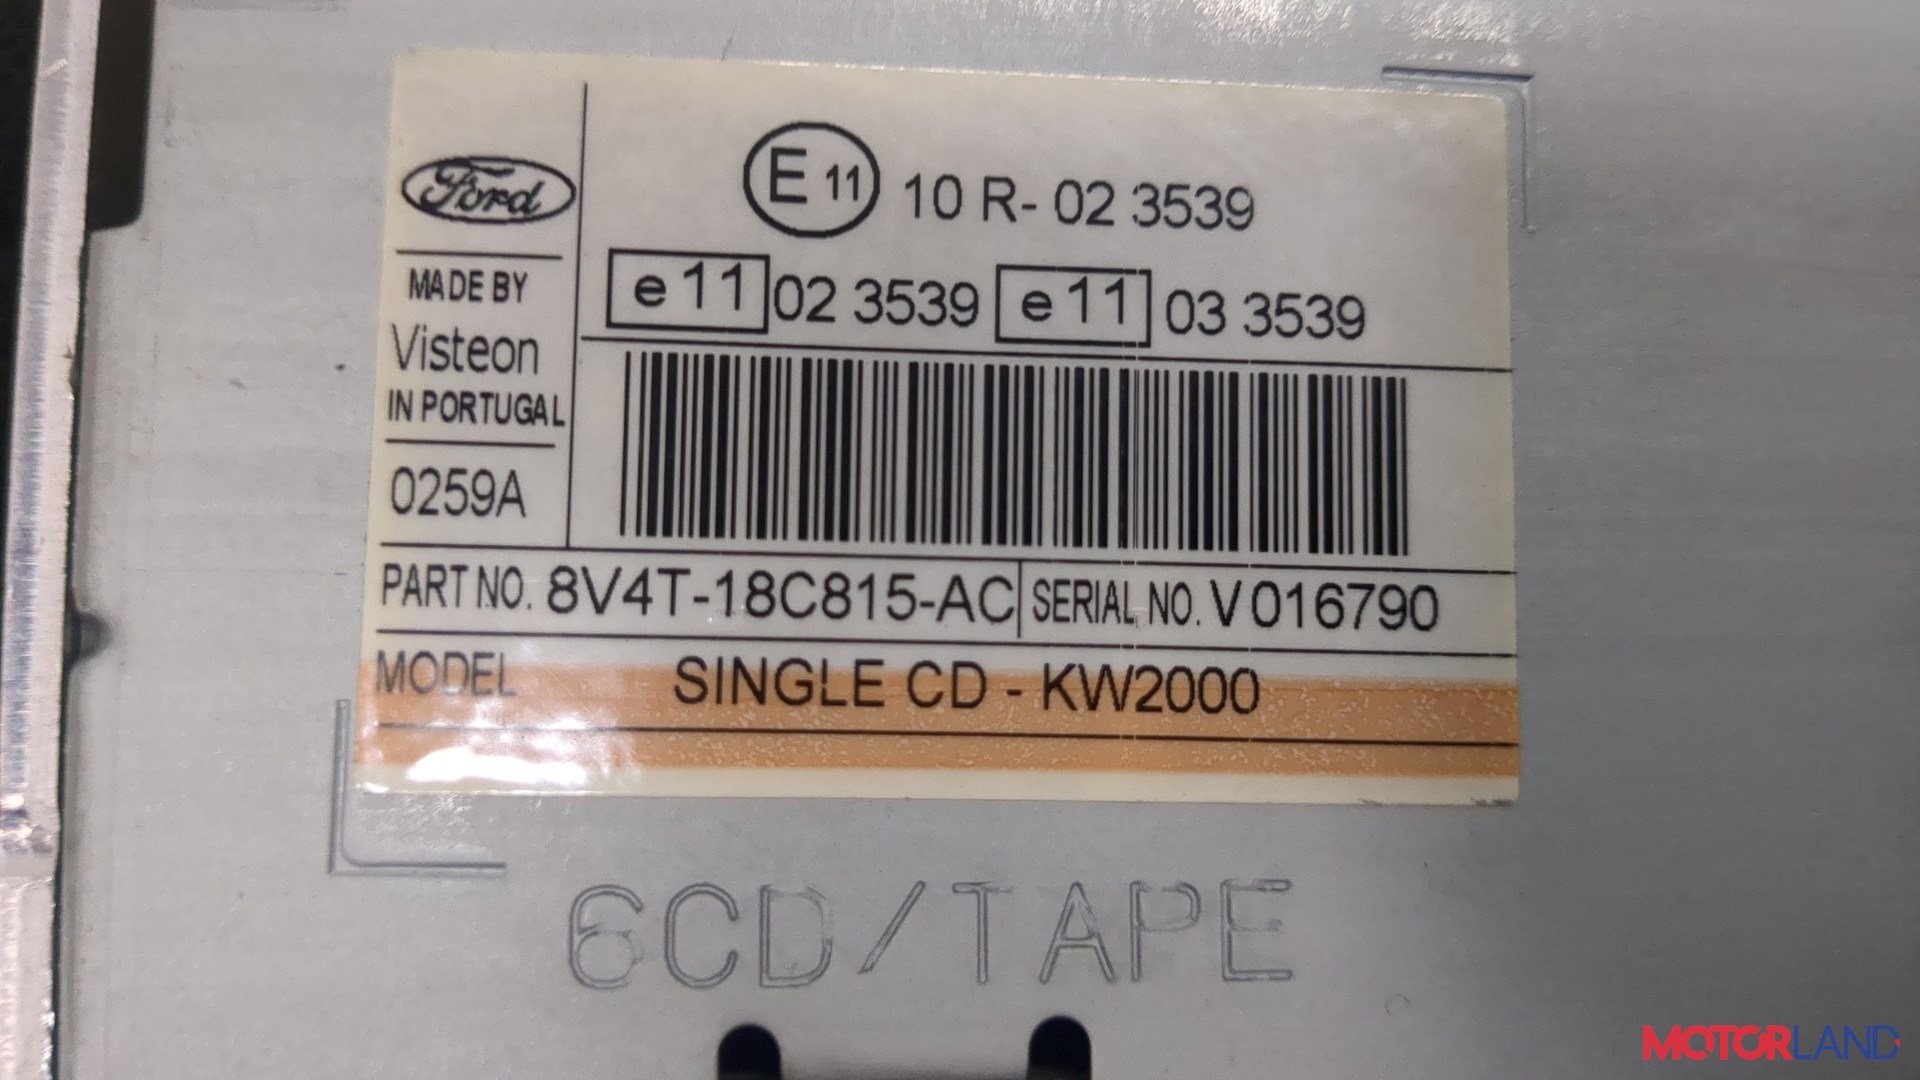 Ford
MADE BY
Visteon
IN PORTUGAL
0259A
E 11 10 R- 02 3539
e 11 02 3539 e 11 03 3539
PART NO. 8V4T-18C815-AC SERIAL NO. V016790
MODEL SINGLE CD - KW2000
6CD/TAPE
MOTORLAND